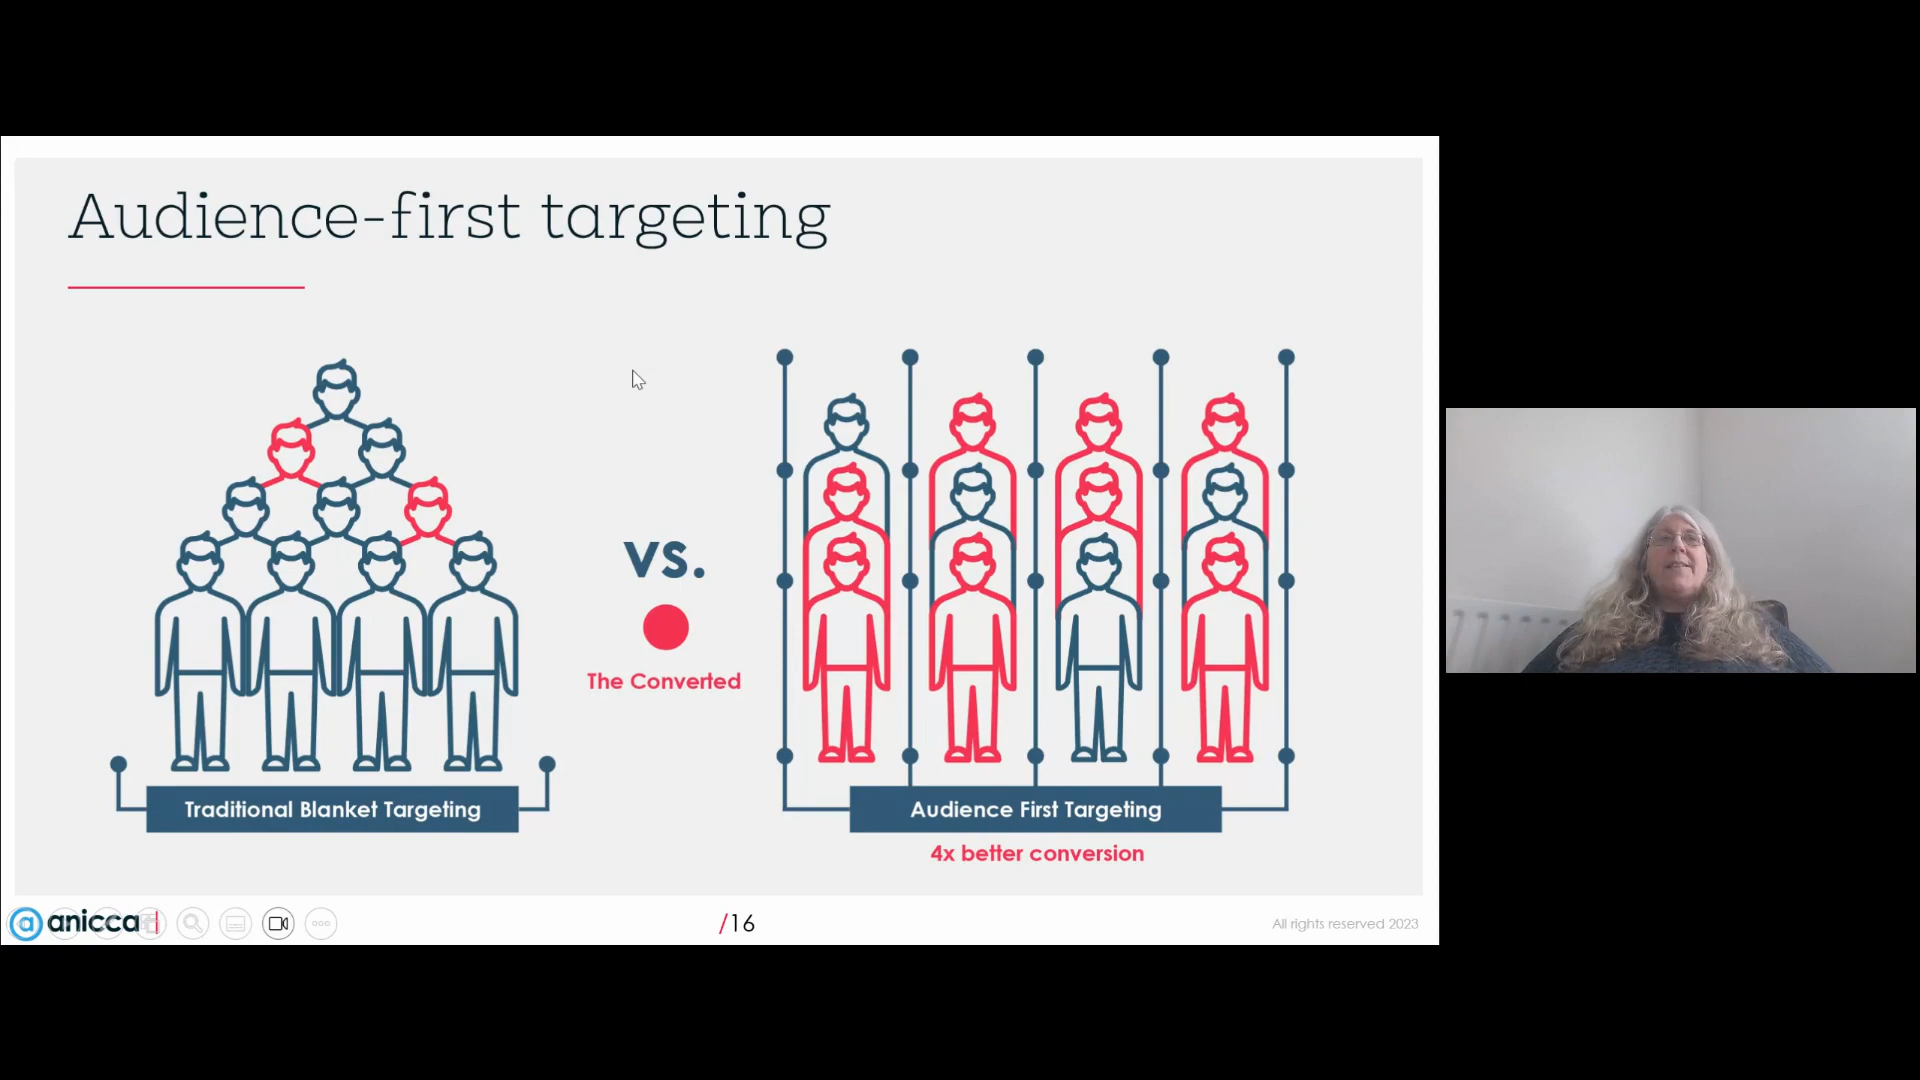 Audience-first targeting
vs.
The Converted
Traditional Blanket Targeting
Audience First Targeting
4x better conversion
anicca
/16
All rights reserved 2023